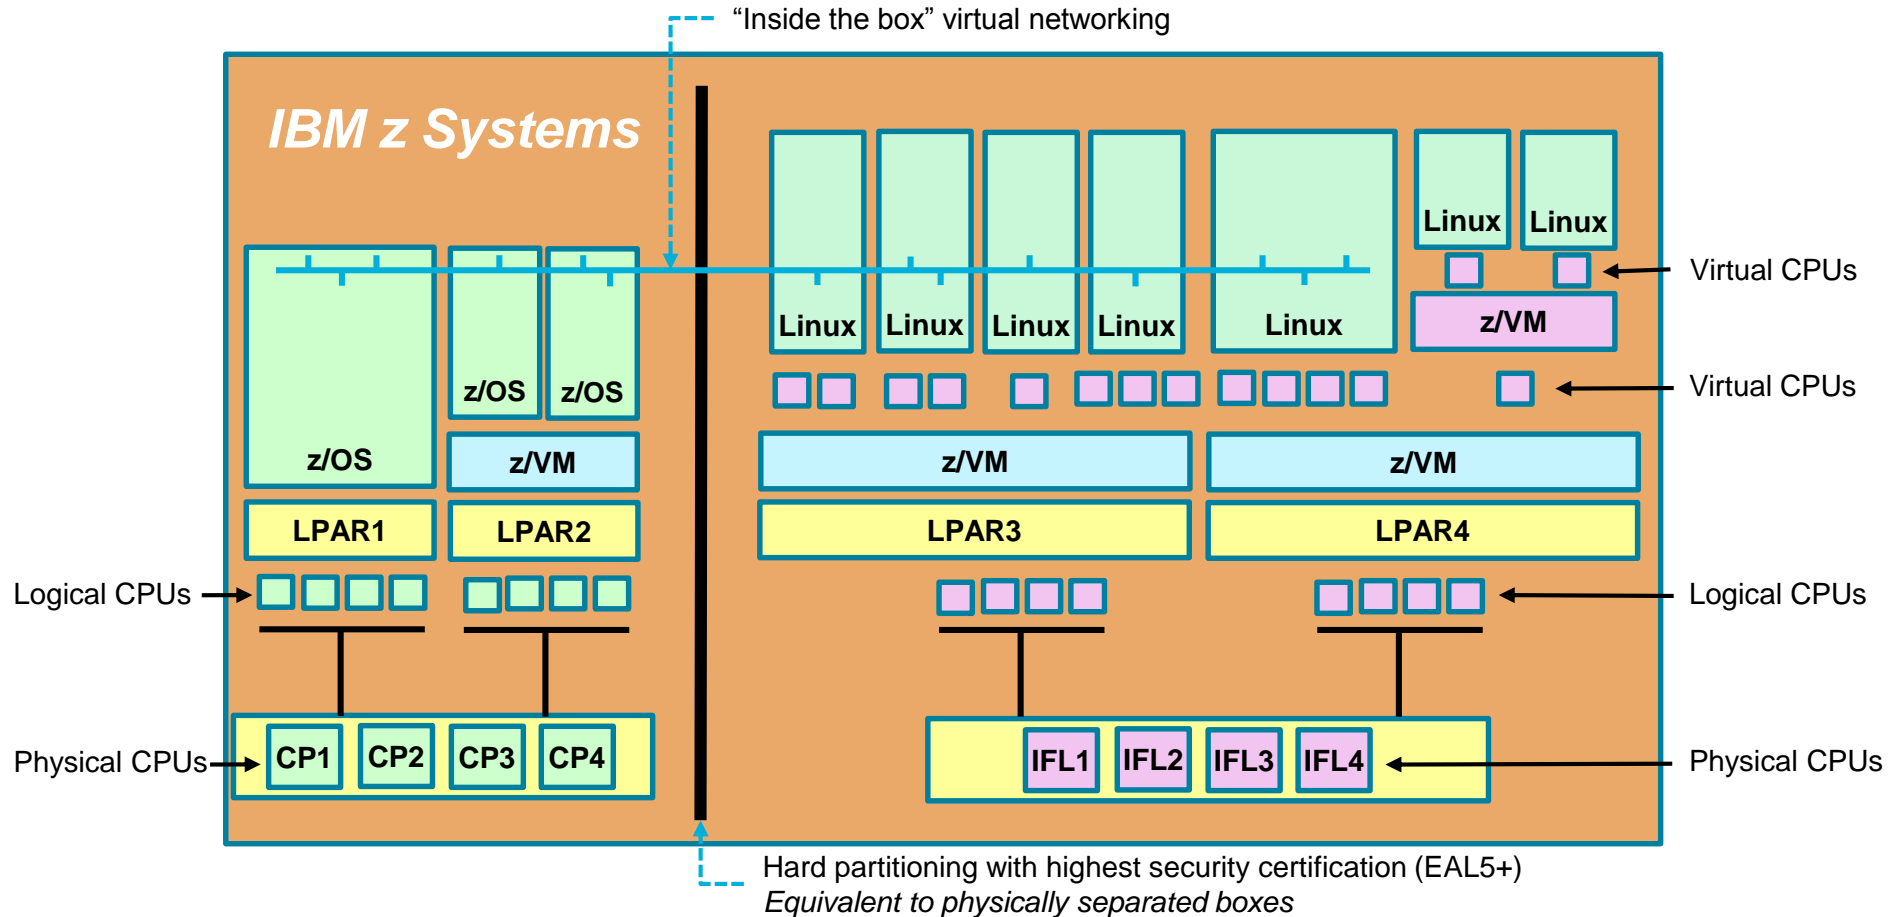 “Inside the box” virtual networking
IBM z Systems
Linux
Linux
Virtual CPUs
Linux
Linux
Linux
Linux
Linux
z/VM
z/OS
z/OS
Virtual CPUs
z/OS
z/VM
z/VM
z/VM
LPAR1
LPAR2
LPAR3
LPAR4
Logical CPUs
Logical CPUs
Physical CPUs
CP1
CP2
CP3
CP4
IFL1
IFL2
IFL3
IFL4
Physical CPUs
Hard partitioning with highest security certification (EAL5+)
Equivalent to physically separated boxes